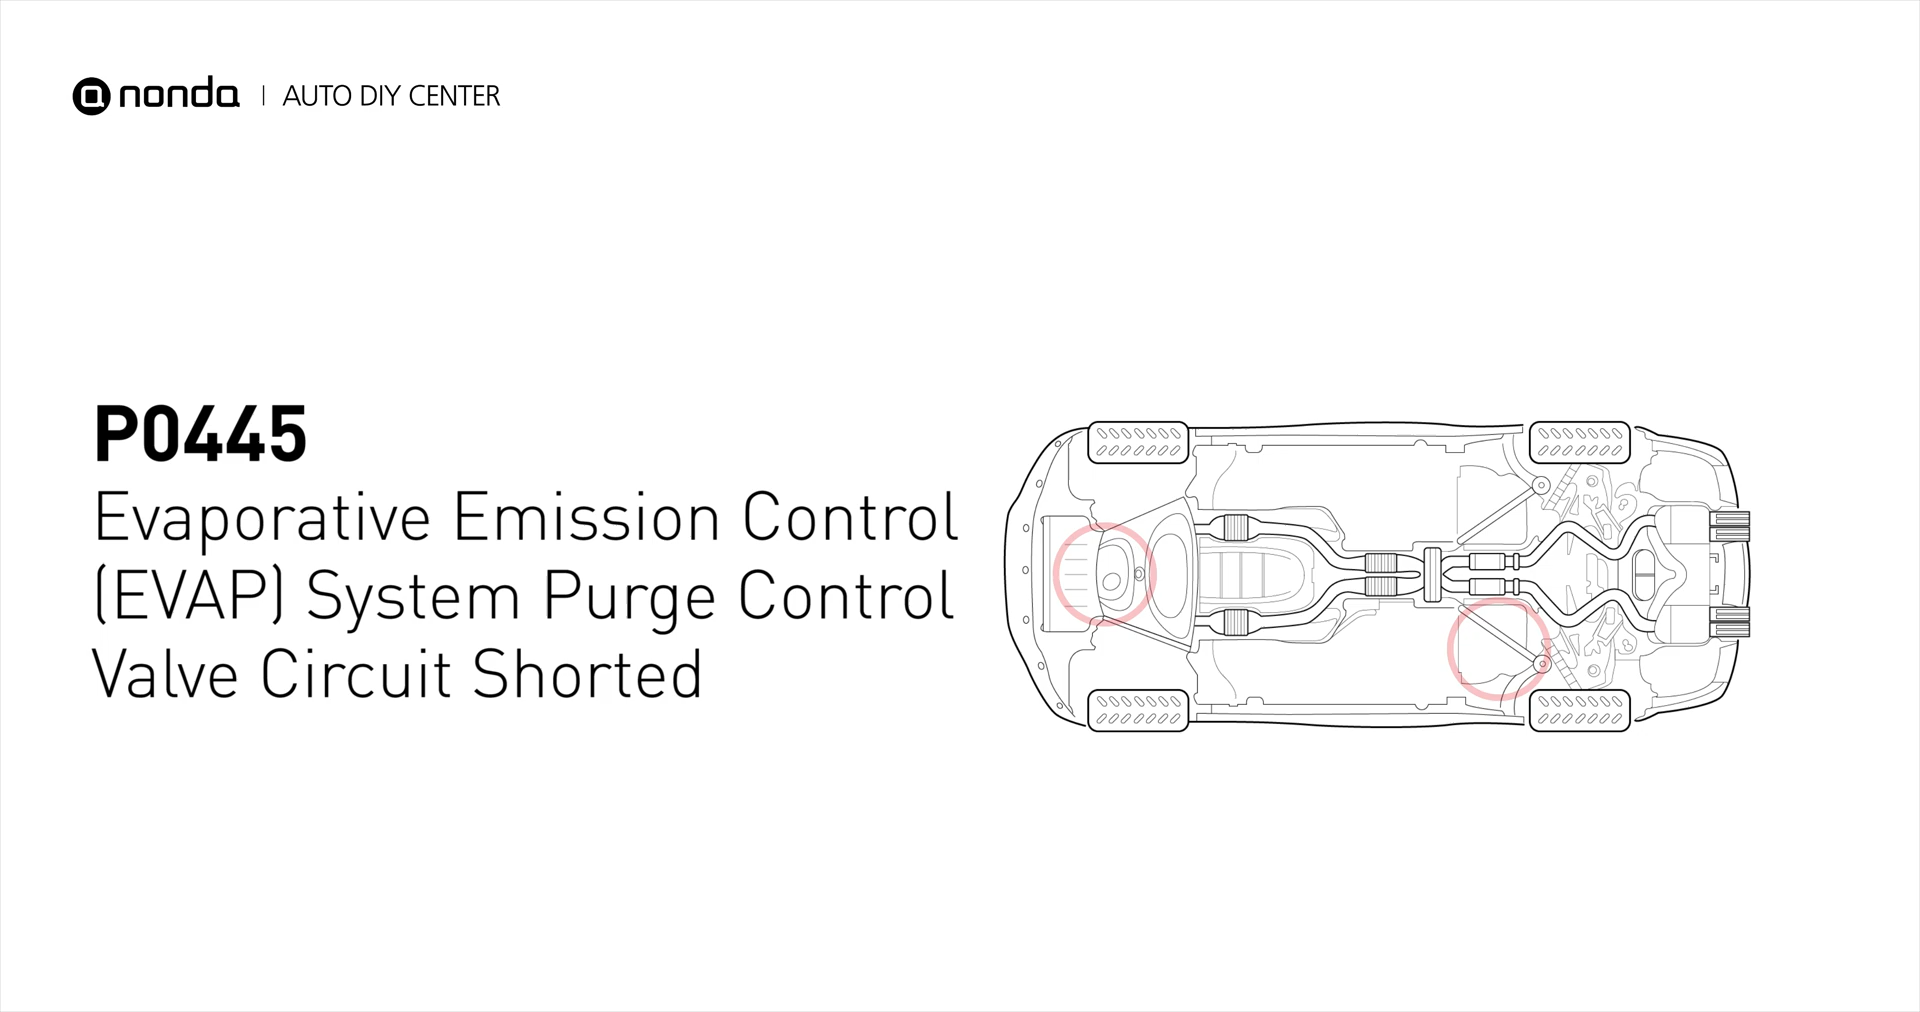 nonda | AUTO DIY CENTER
P0445
Evaporative Emission Control
(EVAP) System Purge Control
Valve Circuit Shorted